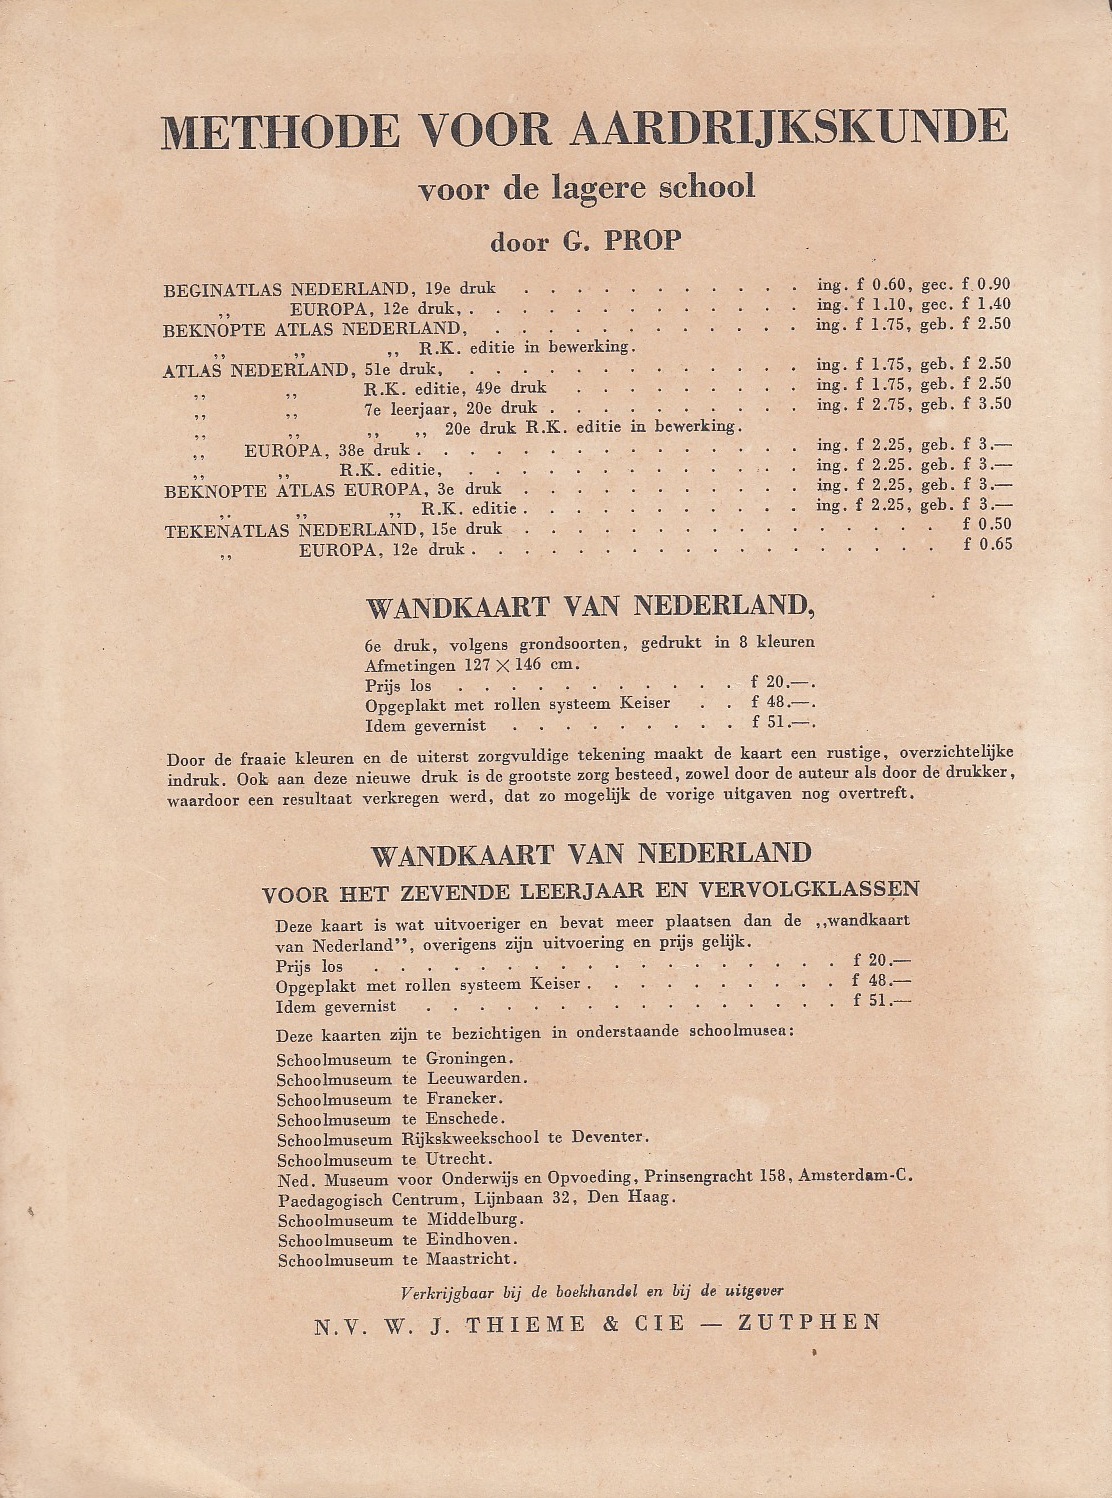 METHODE VOOR AARDRIJKSKUNDE
voor de lagere school
door G. PROP
BEGINATLAS NEDERLAND, 19e druk . . . . . . . . . . . ing. f 0.60, gec. f 0.90
,, EUROPA, 12e druk, . . . . . . . . . . . . . ing. f 1.10, gec. f 1.40
BEKNOPTE ATLAS NEDERLAND, . . . . . . . . . . . . ing. f 1.75, geb. f 2.50
,, ,, ,, R.K. editie in bewerking.
ATLAS NEDERLAND, 51e druk, . . . . . . . . . . . . . ing. f 1.75, geb. f 2.50
,, ,, R.K. editie, 49e druk . . . . . . . . . ing. f 1.75, geb. f 2.50
,, ,, 7e leerjaar, 20e druk . . . . . . . . . . ing. f 2.75, geb. f 3.50
,, ,, ,, ,, 20e druk R.K. editie in bewerking.
,, EUROPA, 38e druk . . . . . . . . . . . . . . . ing. f 2.25, geb. f 3.—
,, ,, R.K. editie, . . . . . . . . . . . . . ing. f 2.25. geb. f 3.—
BEKNOPTE ATLAS EUROPA, 3e druk . . . . . . . . . . . ing. f 2.25, geb. f 3.—
,, ,, ,, R.K. editie . . . . . . . . . . . ing. f 2.25, geb. f 3.—
TEKENATLAS NEDERLAND, 15e druk . . . . . . . . . . . . . . . . f 0.50
,, EUROPA, 12e druk . . . . . . . . . . . . . . . . . . f 0.65
WANDKAART VAN NEDERLAND,
6e druk, volgens grondsoorten, gedrukt in 8 kleuren
Afmetingen 127 × 146 cm.
Prijs los . . . . . . . . . . . f 20.—.
Opgeplakt met rollen systeem Keiser . . f 48.—.
Idem gevernist . . . . . . . . . f 51.—.
Door de fraaie kleuren en de uiterst zorgvuldige tekening maakt de kaart een rustige, overzichtelijke
indruk. Ook aan deze nieuwe druk is de grootste zorg besteed, zowel door de auteur als door de drukker,
waardoor een resultaat verkregen werd, dat zo mogelijk de vorige uitgaven nog overtreft.
WANDKAART VAN NEDERLAND
VOOR HET ZEVENDE LEERJAAR EN VERVOLGKLASSEN
Deze kaart is wat uitvoeriger en bevat meer plaatsen dan de ,,wandkaart
van Nederland’’, overigens zijn uitvoering en prijs gelijk.
Prijs los . . . . . . . . . . . . . . . . . . f 20.—
Opgeplakt met rollen systeem Keiser . . . . . . . . . . f 48.—
Idem gevernist . . . . . . . . . . . . . . . . f 51.—
Deze kaarten zijn te bezichtigen in onderstaande schoolmusea:
Schoolmuseum te Groningen.
Schoolmuseum te Leeuwarden.
Schoolmuseum te Franeker.
Schoolmuseum te Enschede.
Schoolmuseum Rijkskweekschool te Deventer.
Schoolmuseum te Utrecht.
Ned. Museum voor Onderwijs en Opvoeding, Prinsengracht 158, Amsterdam-C.
Paedagogisch Centrum, Lijnbaan 32, Den Haag.
Schoolmuseum te Middelburg.
Schoolmuseum te Eindhoven.
Schoolmuseum te Maastricht.
Verkrijgbaar bij de boekhandel en bij de uitgever
N.V. W. J. THIEME & CIE — ZUTPHEN